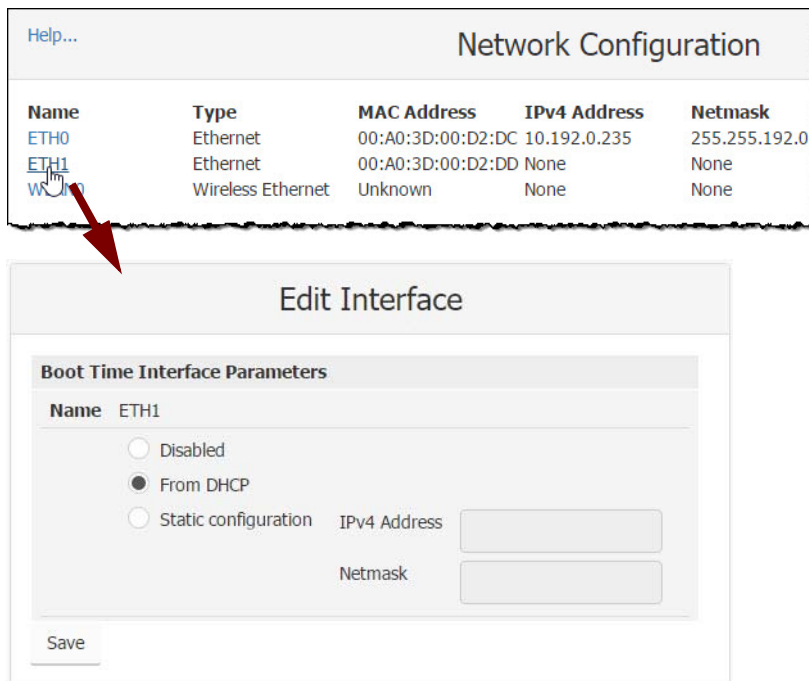 Help...
Network Configuration
Name Type MAC Address IPv4 Address Netmask
ETH0 Ethernet 00:A0:3D:00:D2:DC 10.192.0.235 255.255.192.0
ETH1 Ethernet 00:A0:3D:00:D2:DD None None
Wireless Ethernet Unknown None None
Edit Interface
Boot Time Interface Parameters
Name ETH1
Disabled
From DHCP
Static configuration IPv4 Address
Netmask
Save